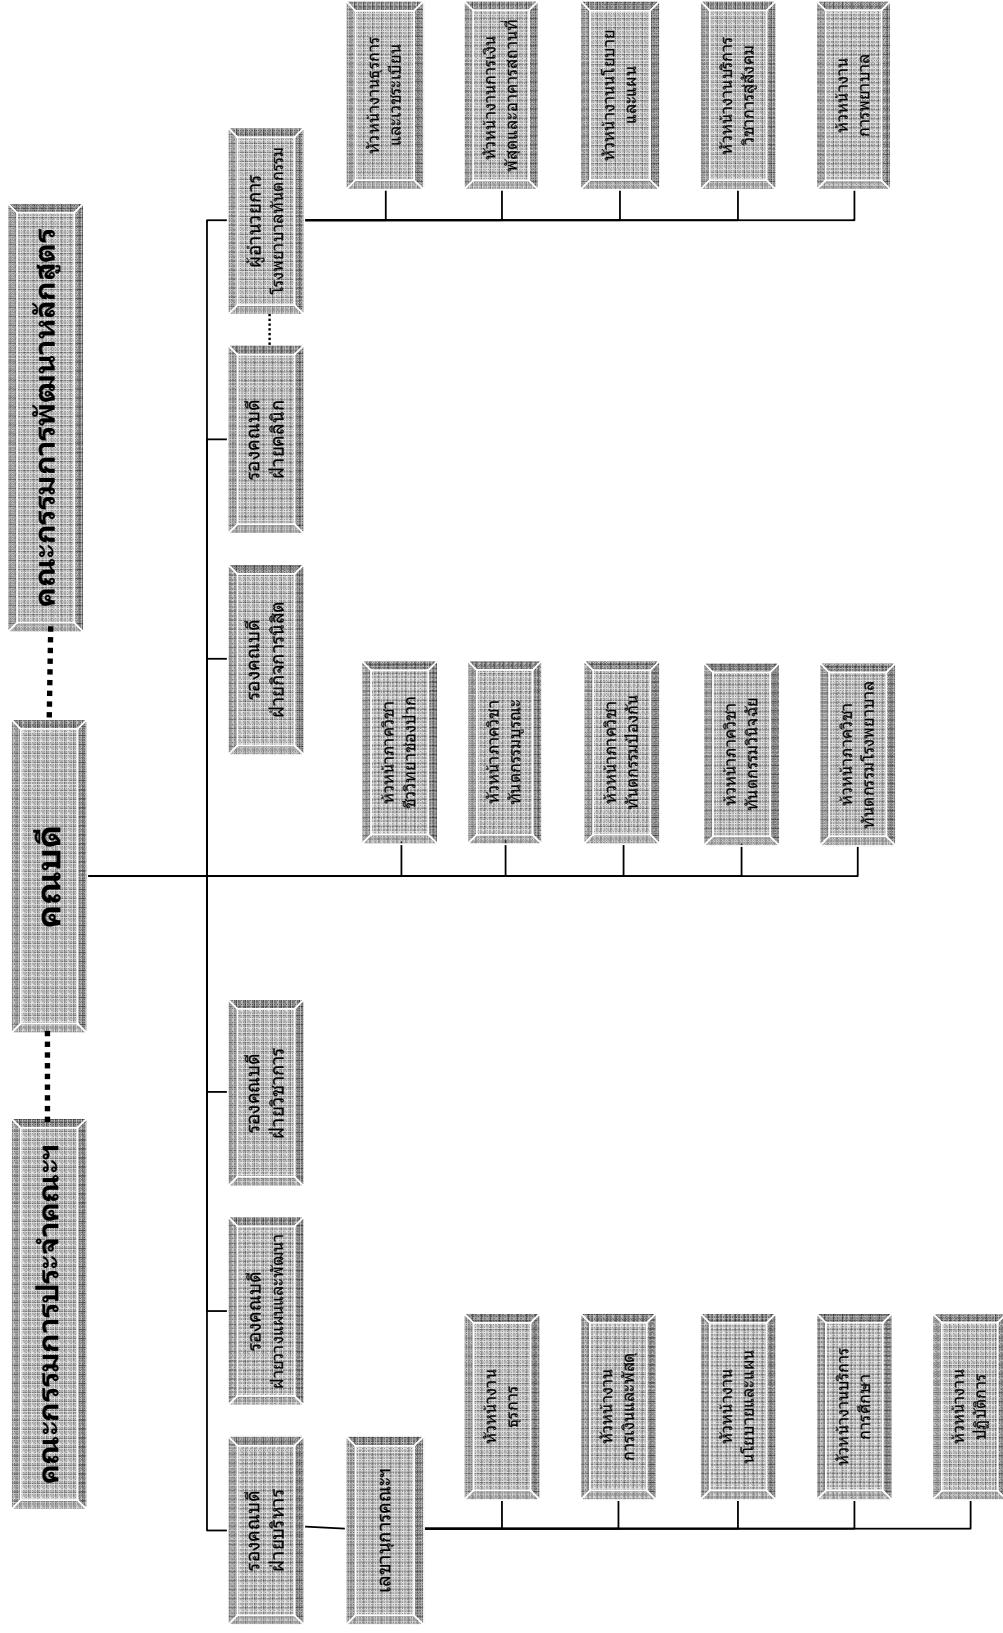 คณะกรรมการประจำคณะฯ
คณบดี
คณะกรรมการพัฒนาหลักสูตร
รองคณบดี
ฝ่ายบริหาร
รองคณบดี
ฝ่ายวางแผนและพัฒนา
รองคณบดี
ฝ่ายวิชาการ
รองคณบดี
ฝ่ายกิจการนิสิต
รองคณบดี
ฝ่ายคลินิก
ผู้อำนวยการ
โรงพยาบาลทันตกรรม
เลขานุการคณะฯ
หัวหน้างาน
ธุรการ
หัวหน้างาน
การเงินและพัสดุ
หัวหน้างาน
นโยบายและแผน
หัวหน้างานบริการ
การศึกษา
หัวหน้างาน
ปฏิบัติการ
หัวหน้าภาควิชา
ชีววิทยาช่องปาก
หัวหน้าภาควิชา
ทันตกรรมบูรณะ
หัวหน้าภาควิชา
ทันตกรรมป้องกัน
หัวหน้าภาควิชา
ทันตกรรมวินิจฉัย
หัวหน้าภาควิชา
ทันตกรรมโรงพยาบาล
หัวหน้างานธุรการ
และเวชระเบียน
หัวหน้างานการเงิน
พัสดุและอาคารสถานที่
หัวหน้างานนโยบาย
และแผน
หัวหน้างานบริการ
วิชาการสู่สังคม
หัวหน้างาน
การพยาบาล